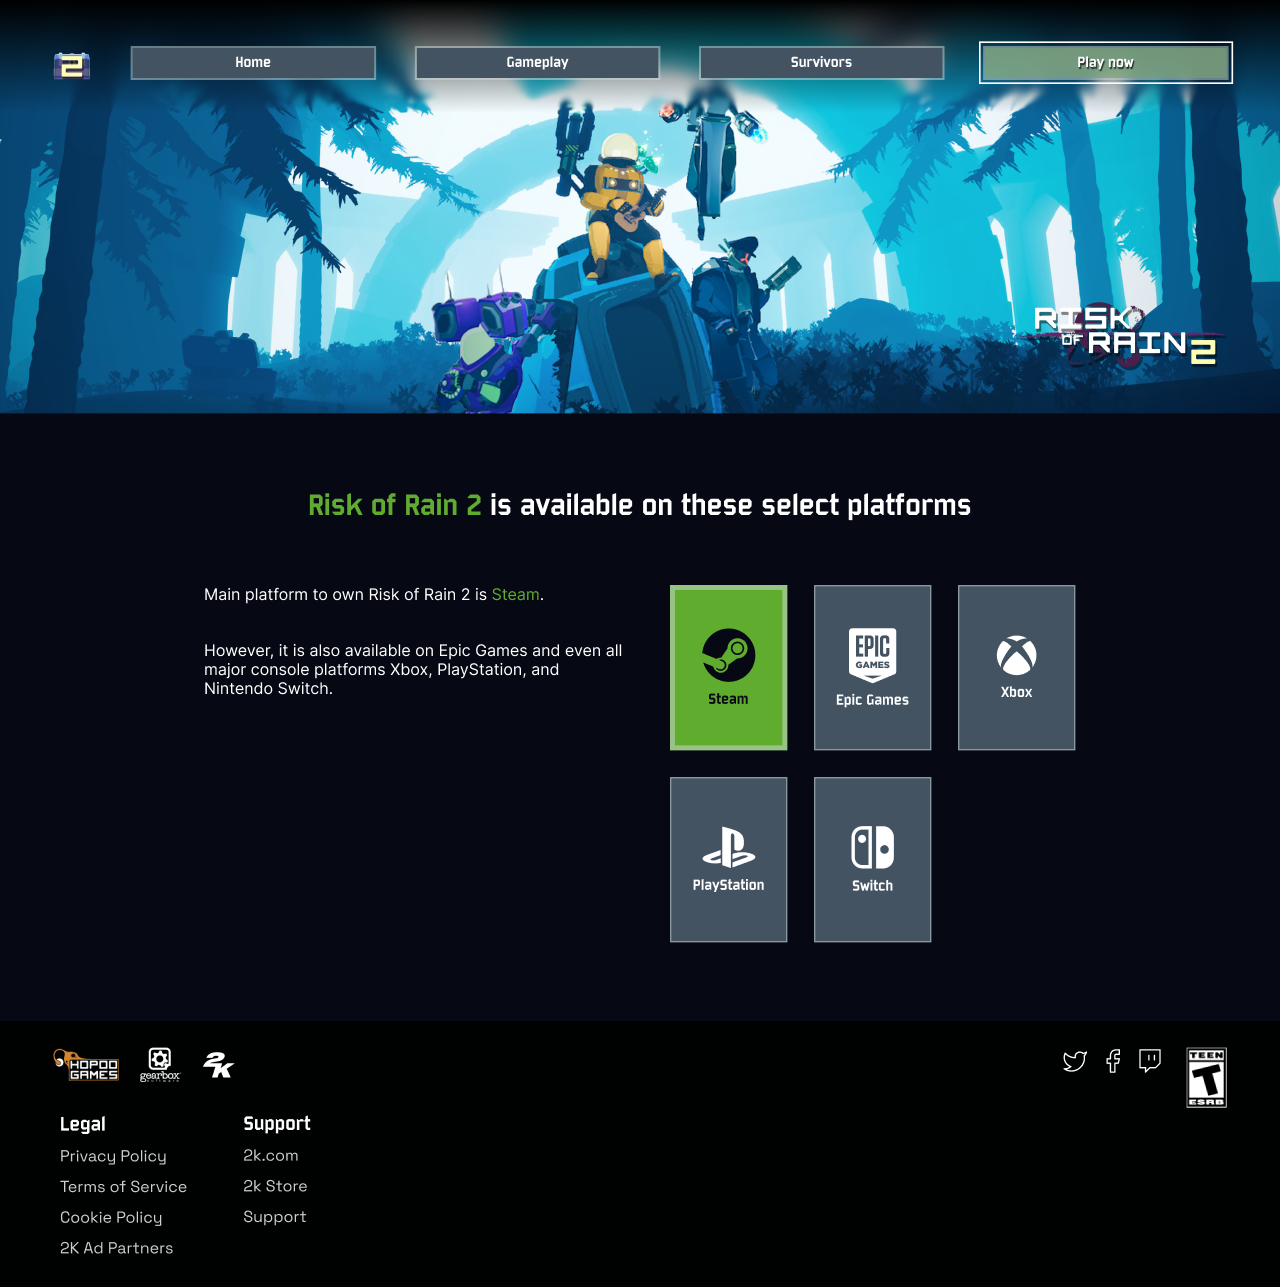 2
Home
Gameplay
Survivors
Play now
RISK
OF RAIN 2
Risk of Rain 2 is available on these select platforms
Main platform to own Risk of Rain 2 is Steam.
However, it is also available on Epic Games and even all
major console platforms Xbox, PlayStation, and
Nintendo Switch.
Steam
EPIC
GAMES
Epic Games
Xbox
PlayStation
Switch
HOPOO
GAMES
gearbox
software
2K
TEEN
T
ESRB
Legal
Privacy Policy
Terms of Service
Cookie Policy
2K Ad Partners
Support
2k.com
2k Store
Support